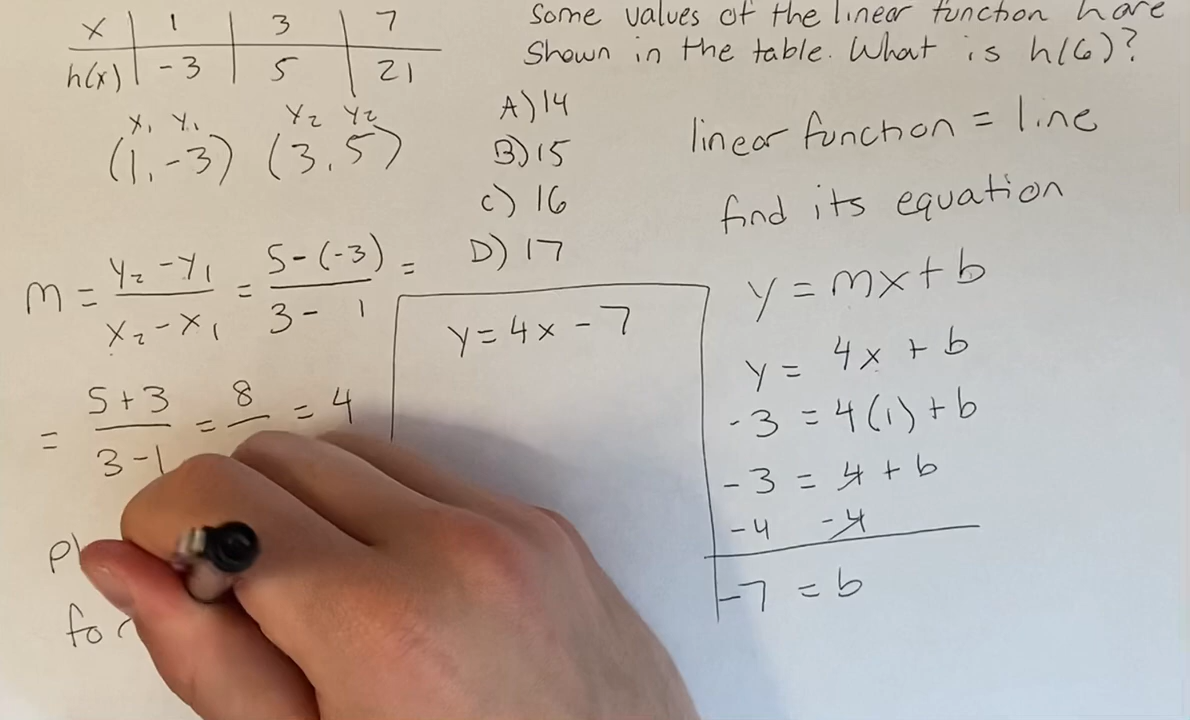 x | 1 | 3 | 7
h(x) | -3 | 5 | 21
Some values of the linear function h are
shown in the table. What is h(6)?
A) 14
B) 15
C) 16
D) 17
x₁ y₁ y₂ y₂
(1, -3) (3, 5)
m = y₂ - y₁ / x₂ - x₁ = 5 - (-3) / 3 - 1 =
= 5 + 3 / 3 - 1 = 8 = 4
for
linear function = line
find its equation
y = mx + b
y = 4x + b
-3 = 4(1) + b
-3 = 4 + b
-4 -4
-7 = b
y = 4x - 7